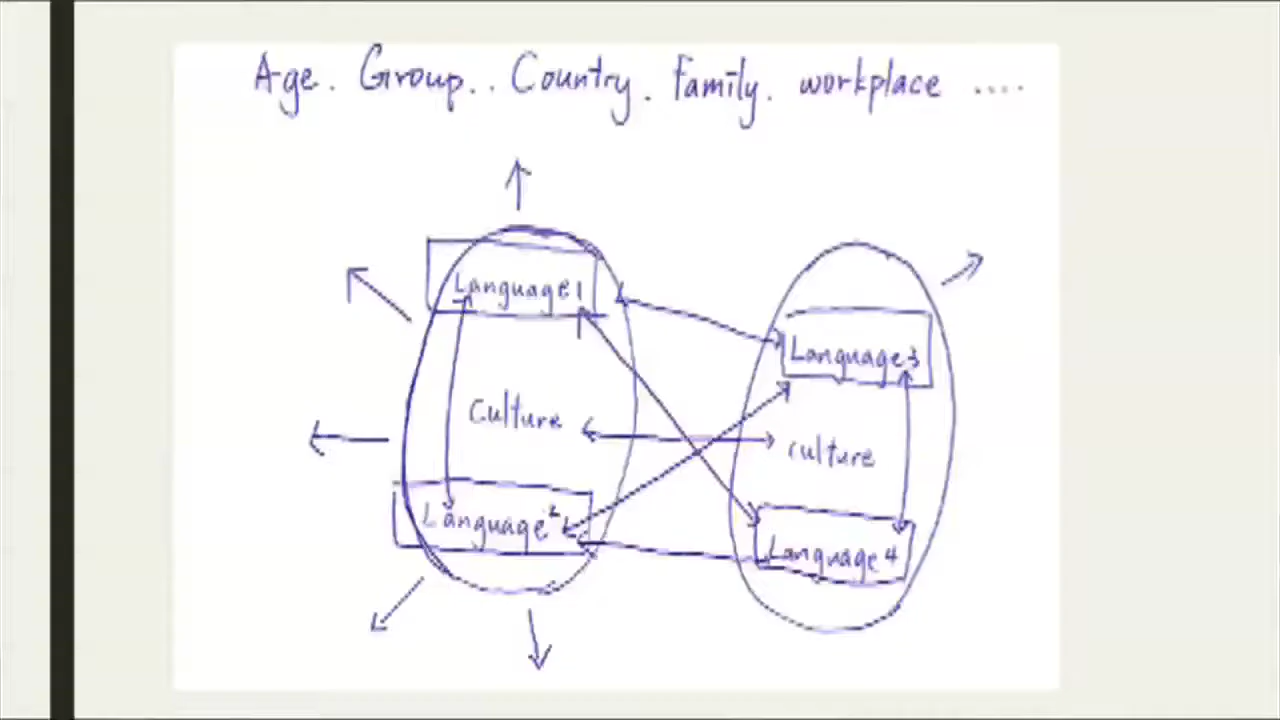 Age. Group.. Country. Family. workplace ....
Language1
Culture
Language2
Language3
culture
Language4